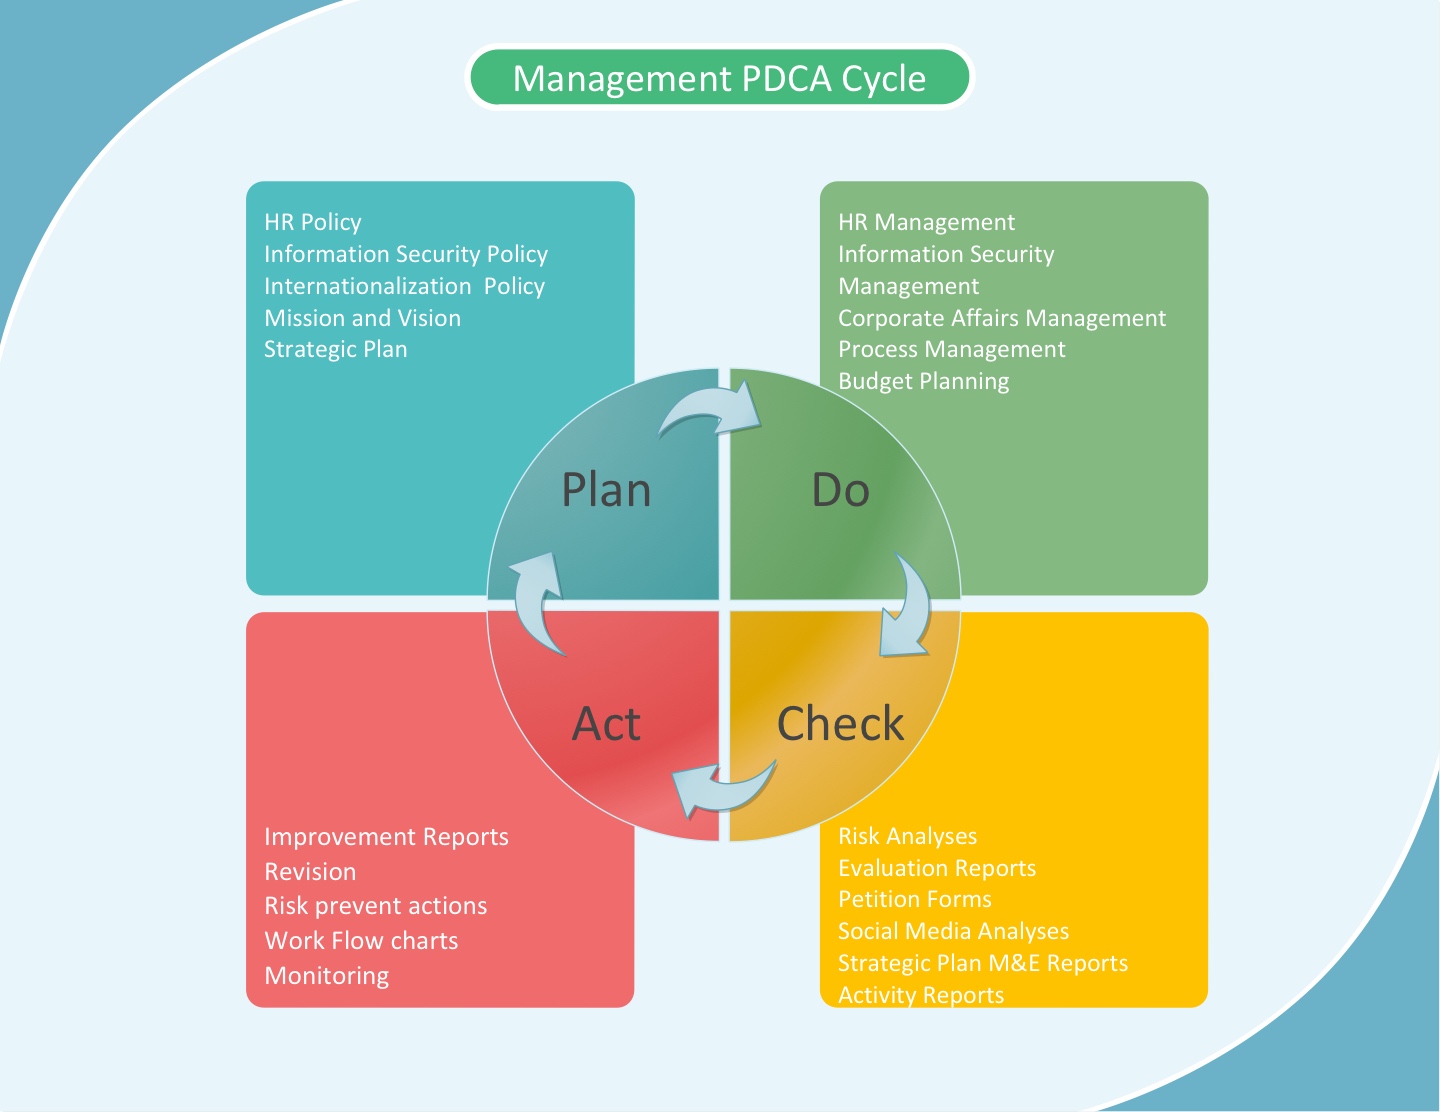 Management PDCA Cycle
HR Policy
Information Security Policy
Internationalization  Policy
Mission and Vision
Strategic Plan
HR Management
Information Security
Management
Corporate Affairs Management
Process Management
Budget Planning
Plan
Do
Act
Check
Improvement Reports
Revision
Risk prevent actions
Work Flow charts
Monitoring
Risk Analyses
Evaluation Reports
Petition Forms
Social Media Analyses
Strategic Plan M&E Reports
Activity Reports